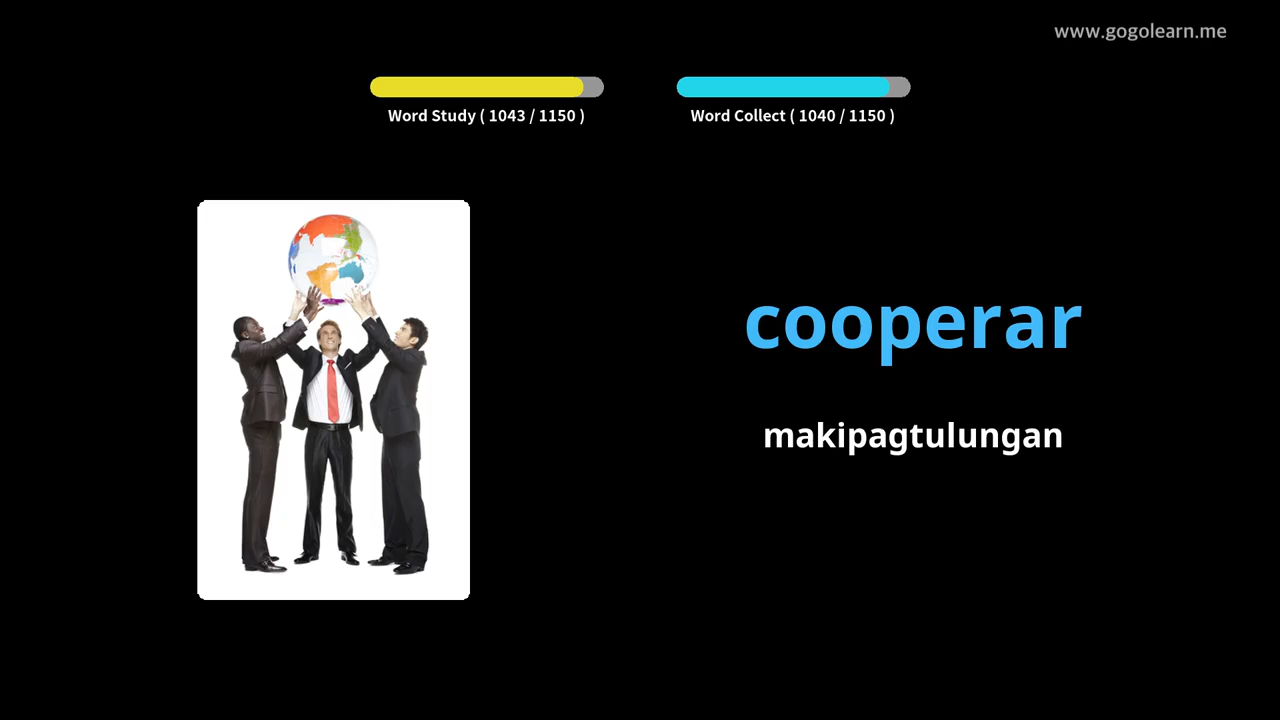 www.gogolearn.me
Word Study ( 1043 / 1150 )
Word Collect ( 1040 / 1150 )
cooperar
makipagtulungan